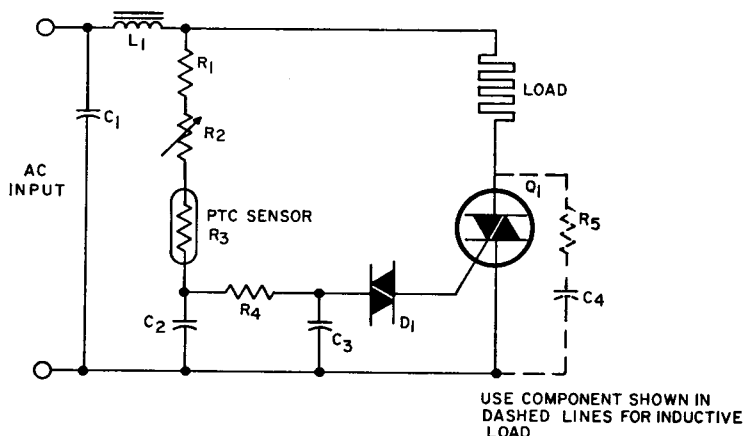 L1
R1
LOAD
C1
R2
AC
INPUT
Q1
PTC SENSOR
R3
R5
R4
C4
C2
C3
D1
USE COMPONENT SHOWN IN
DASHED LINES FOR INDUCTIVE
LOAD